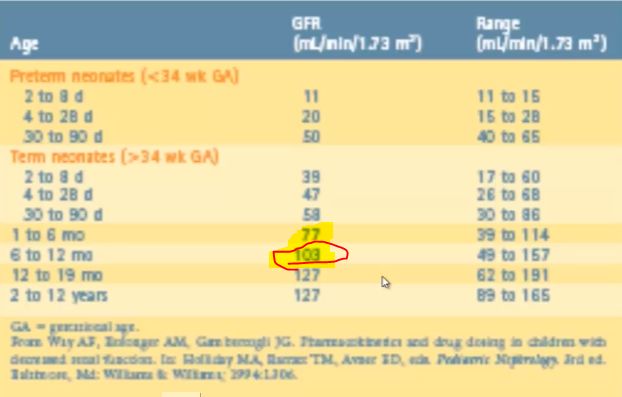 Age GFR (mL/min/1.73 m²) Range (mL/min/1.73 m²)
Preterm neonates (<34 wk GA)
2 to 8 d 11 11 to 15
4 to 28 d 20 15 to 28
30 to 90 d 50 40 to 65
Term neonates (>34 wk GA)
2 to 8 d 39 17 to 60
4 to 28 d 47 26 to 68
30 to 90 d 58 30 to 86
1 to 6 mo 77 39 to 114
6 to 12 mo 103 49 to 157
12 to 19 mo 127 62 to 191
2 to 12 years 127 89 to 165
GA = gestational age.
From Way AF, AM, JG. Pharmacokinetics and drug dosing in children with
decreased renal function. In: Holliday MA, Barratt TM, Avner ED, eds. Pediatric Nephrology. 3rd ed.
Baltimore, Md: Williams & Wilkins; 1994:1306.